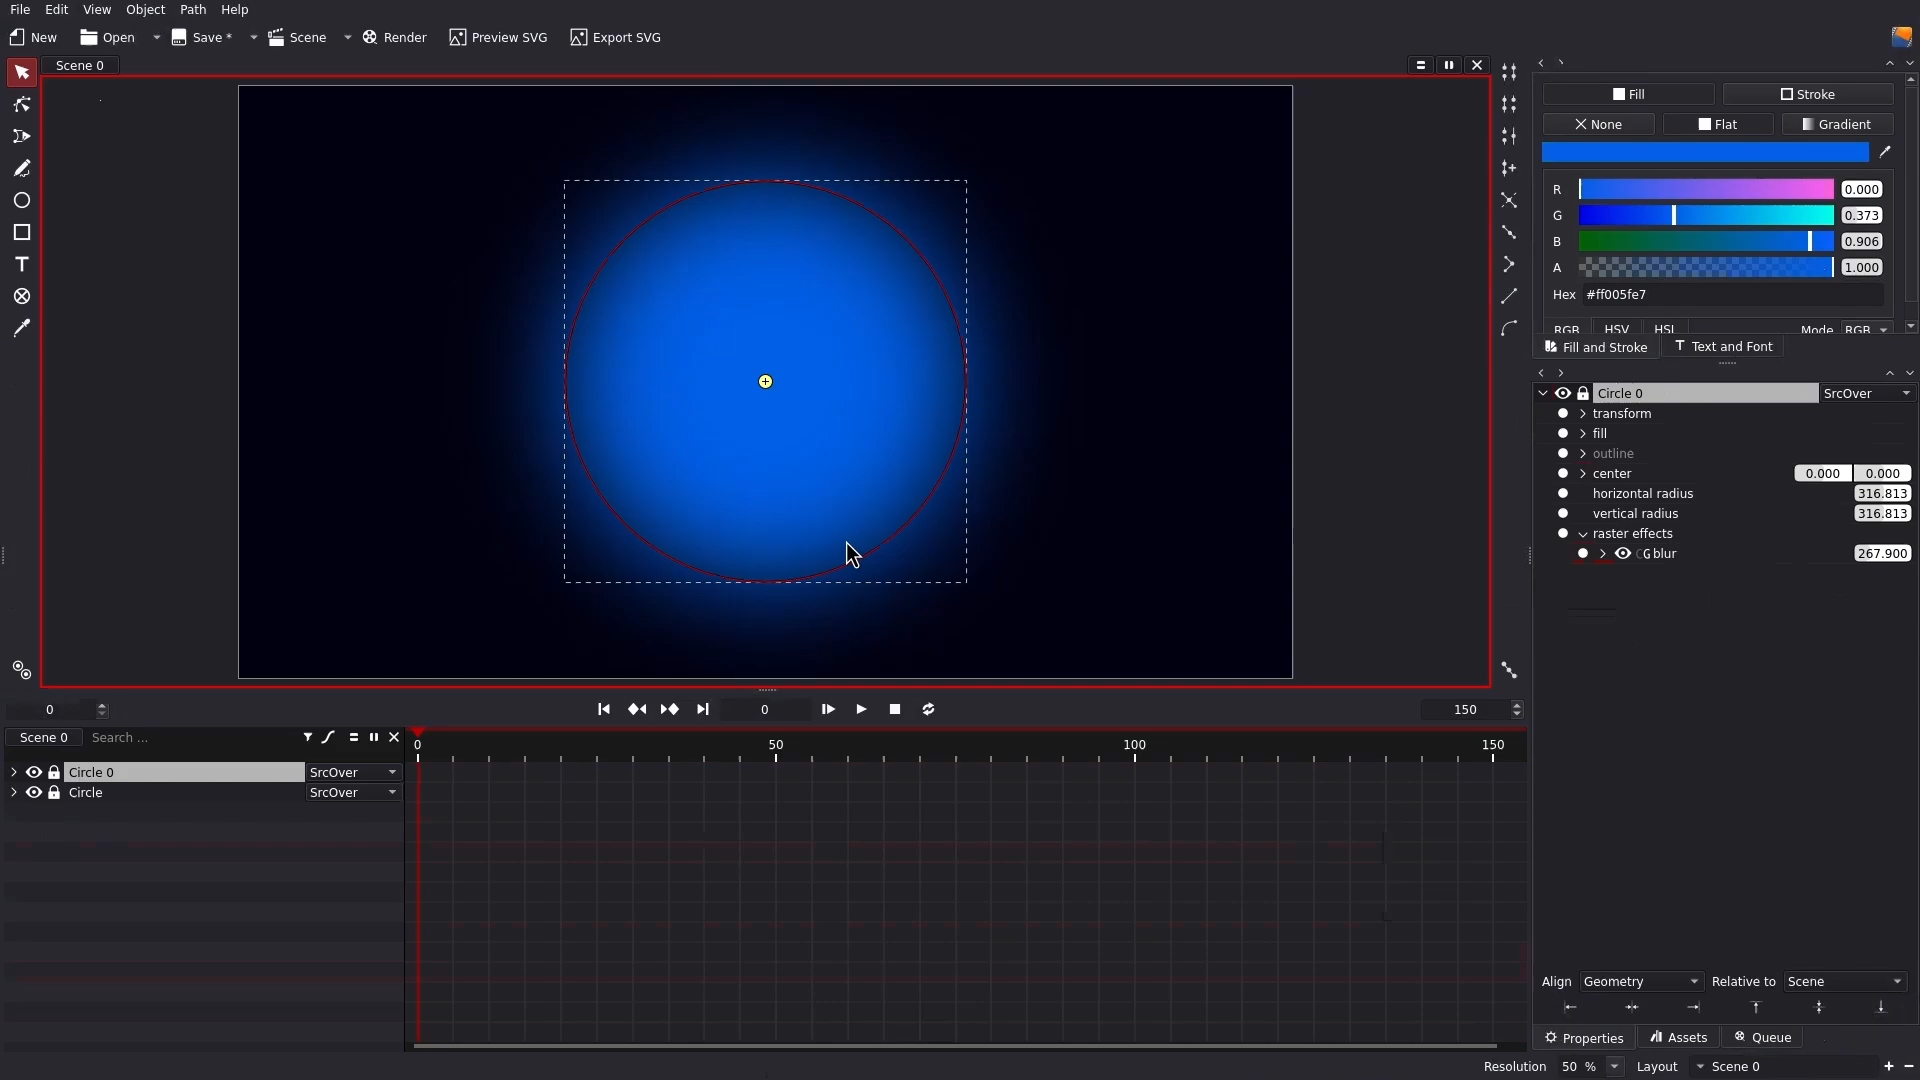 File Edit View Object Path Help
New Open Save * Scene Render Preview SVG Export SVG
Scene 0
Fill Stroke
None Flat Gradient
R 0.000
G 0.373
B 0.906
A 1.000
Hex #ff005fe7
RGB HSV HSL Mode RGB
Fill and Stroke Text and Font
Circle 0 SrcOver
transform
fill
outline
center 0.000 0.000
horizontal radius 316.813
vertical radius 316.813
raster effects
CG blur 267.900
0 0 150
Scene 0 Search ...
0 50 100 150
Circle 0 SrcOver
Circle SrcOver
Align Geometry Relative to Scene
Properties Assets Queue
Resolution 50 % Layout Scene 0